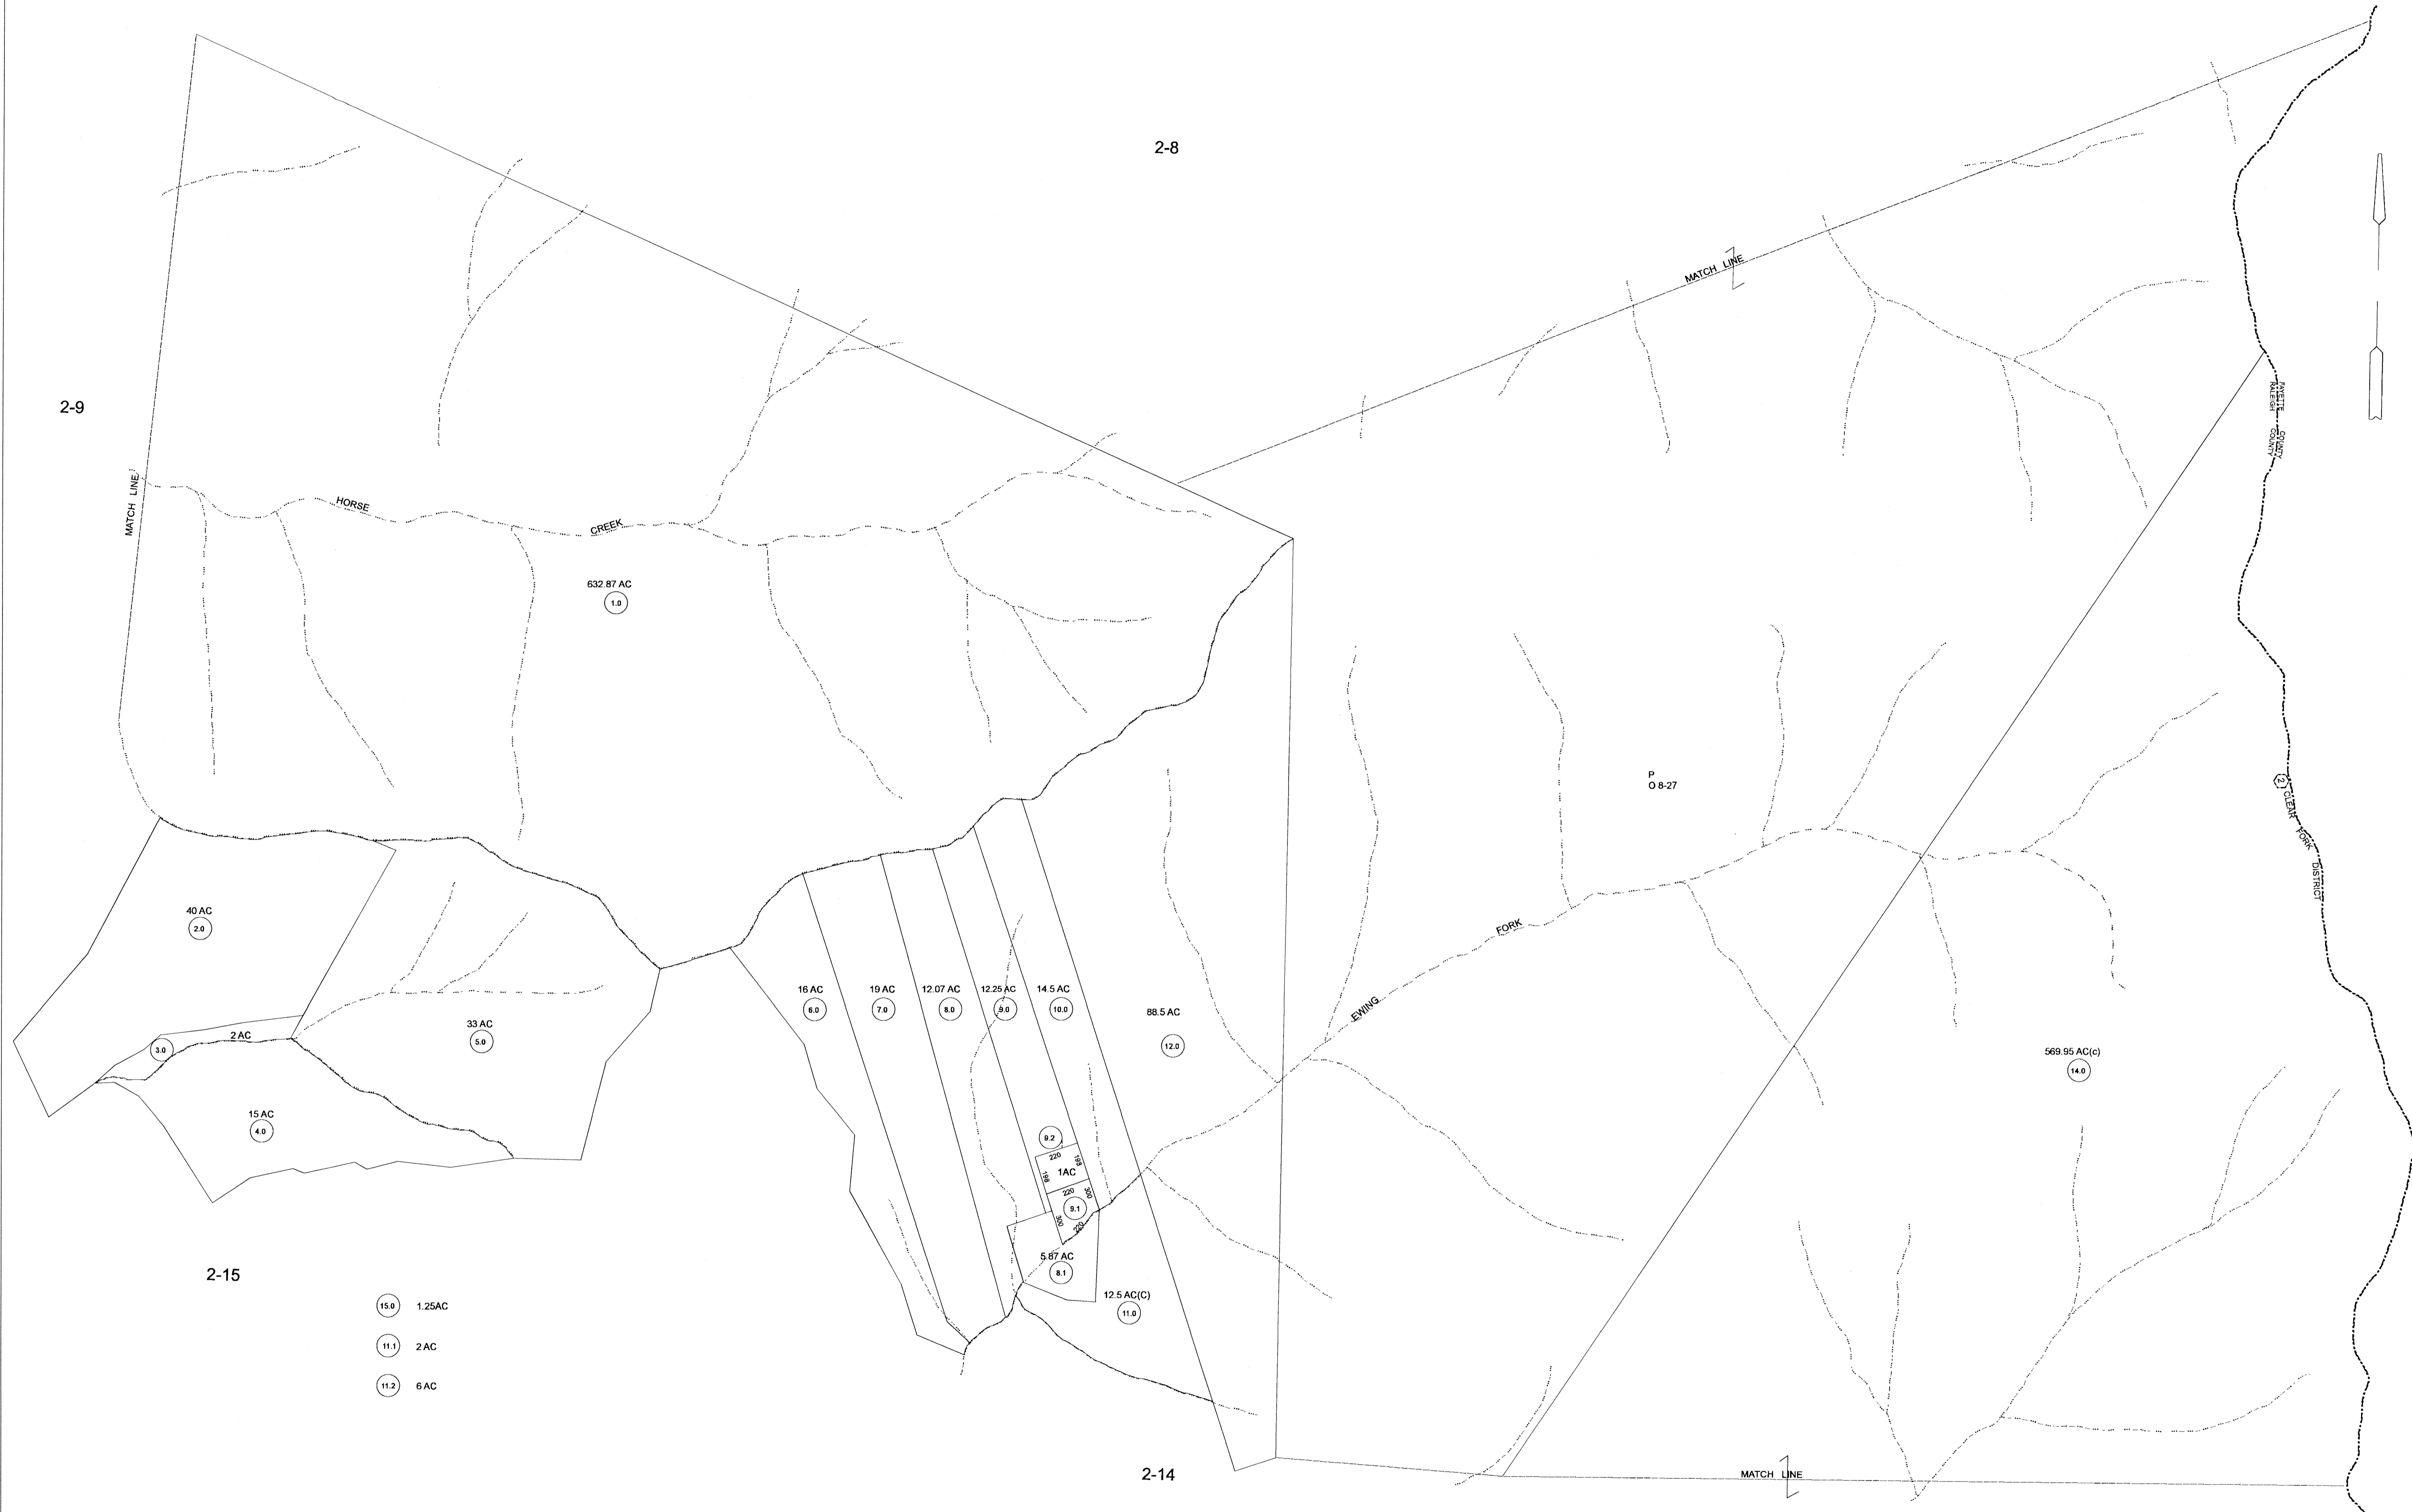 2-8
MATCH LINE
2-9
FAYETTE COUNTY
RALEIGH COUNTY
MATCH LINE
HORSE CREEK
632.87 AC
1.0
P
O 8-27
2 CLEAR FORK DISTRICT
40 AC
2.0
EWING FORK
16 AC
6.0
19 AC
7.0
12.07 AC
8.0
12.25 AC
9.0
14.5 AC
10.0
88.5 AC
12.0
2 AC
3.0
33 AC
5.0
569.95 AC(c)
14.0
15 AC
4.0
9.2
220
198
198
1AC
220
300
9.1
300
220
5.87 AC
8.1
2-15
12.5 AC(C)
11.0
15.0 1.25AC
11.1 2 AC
11.2 6 AC
2-14
MATCH LINE